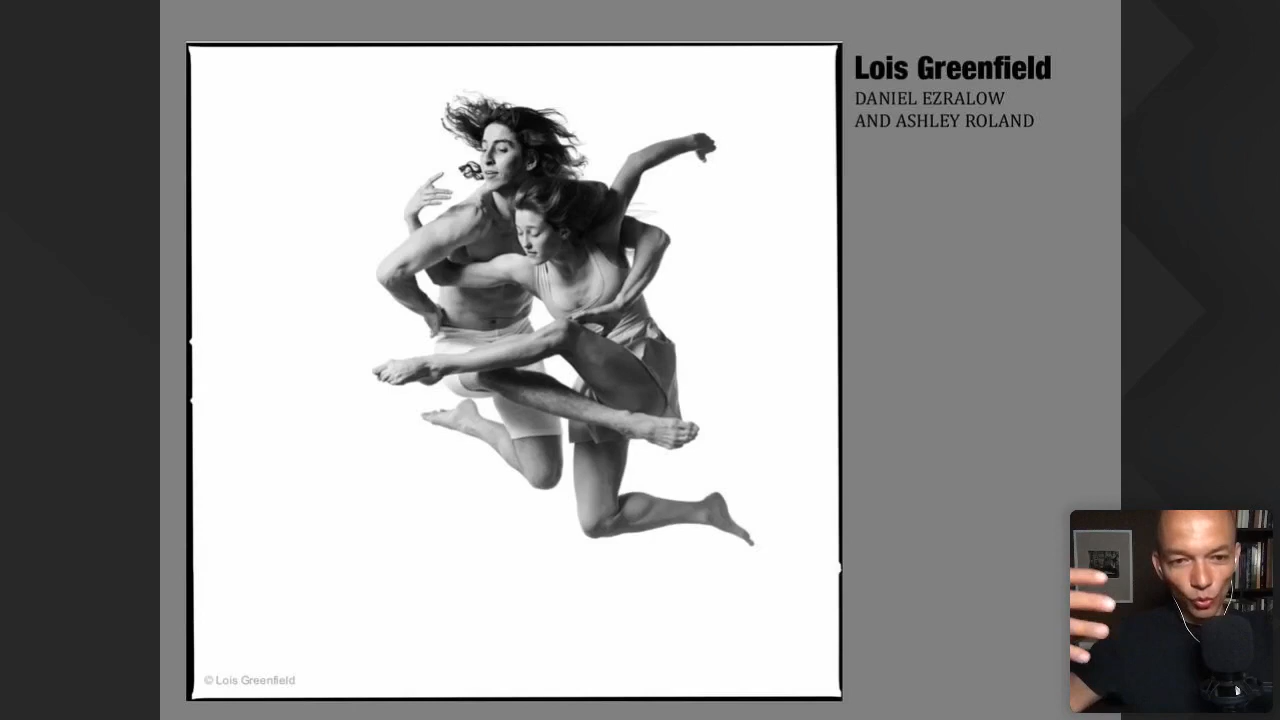 Lois Greenfield
DANIEL EZRALOW
AND ASHLEY ROLAND
© Lois Greenfield